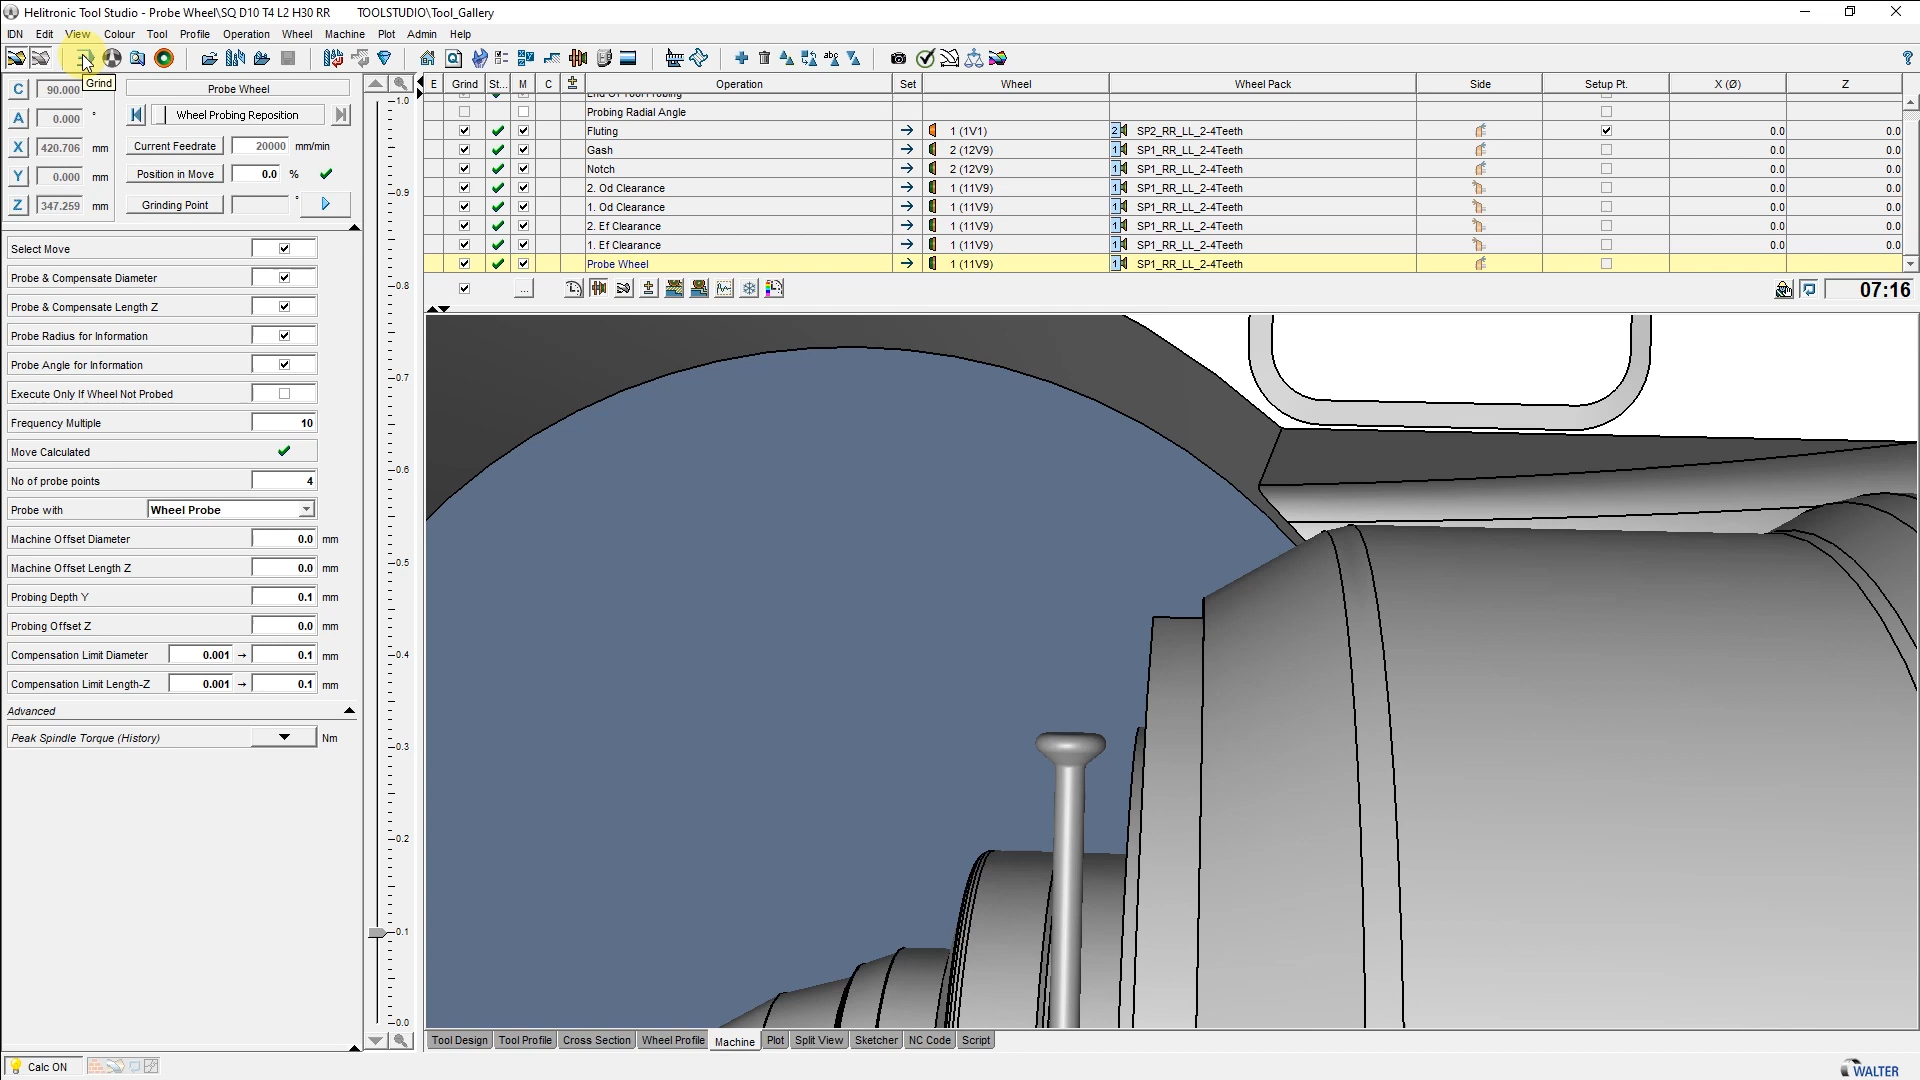 Helitronic Tool Studio - Probe Wheel\SQ D10 T4 L2 H30 RR TOOLSTUDIO\Tool_Gallery
IDN Edit View Colour Tool Profile Operation Wheel Machine Plot Admin Help
Grind
C 90.000
A 0.000 °
X 420.706 mm
Y 0.000 mm
Z 347.259 mm
Probe Wheel
Wheel Probing Reposition
Current Feedrate 20000 mm/min
Position in Move 0.0 %
Grinding Point °
Select Move
Probe & Compensate Diameter
Probe & Compensate Length Z
Probe Radius for Information
Probe Angle for Information
Execute Only If Wheel Not Probed
Frequency Multiple 10
Move Calculated
No of probe points 4
Probe with Wheel Probe
Machine Offset Diameter 0.0 mm
Machine Offset Length Z 0.0 mm
Probing Depth Y 0.1 mm
Probing Offset Z 0.0 mm
Compensation Limit Diameter 0.001 → 0.1 mm
Compensation Limit Length-Z 0.001 → 0.1 mm
Advanced
Peak Spindle Torque (History) Nm
1.0
0.9
0.8
0.7
0.6
0.5
0.4
0.3
0.2
0.1
0.0
E Grind St... M C Operation Set Wheel Wheel Pack Side Setup Pt. X (Ø) Z
End Of Tool Probing
Probing Radial Angle
Fluting 1 (1V1) 2 SP2_RR_LL_2-4Teeth 0.0 0.0
Gash 2 (12V9) 1 SP1_RR_LL_2-4Teeth 0.0 0.0
Notch 2 (12V9) 1 SP1_RR_LL_2-4Teeth 0.0 0.0
2. Od Clearance 1 (11V9) 1 SP1_RR_LL_2-4Teeth 0.0 0.0
1. Od Clearance 1 (11V9) 1 SP1_RR_LL_2-4Teeth 0.0 0.0
2. Ef Clearance 1 (11V9) 1 SP1_RR_LL_2-4Teeth 0.0 0.0
1. Ef Clearance 1 (11V9) 1 SP1_RR_LL_2-4Teeth 0.0 0.0
Probe Wheel 1 (11V9) 1 SP1_RR_LL_2-4Teeth
...
07:16
Tool Design Tool Profile Cross Section Wheel Profile Machine Plot Split View Sketcher NC Code Script
Calc ON
WALTER